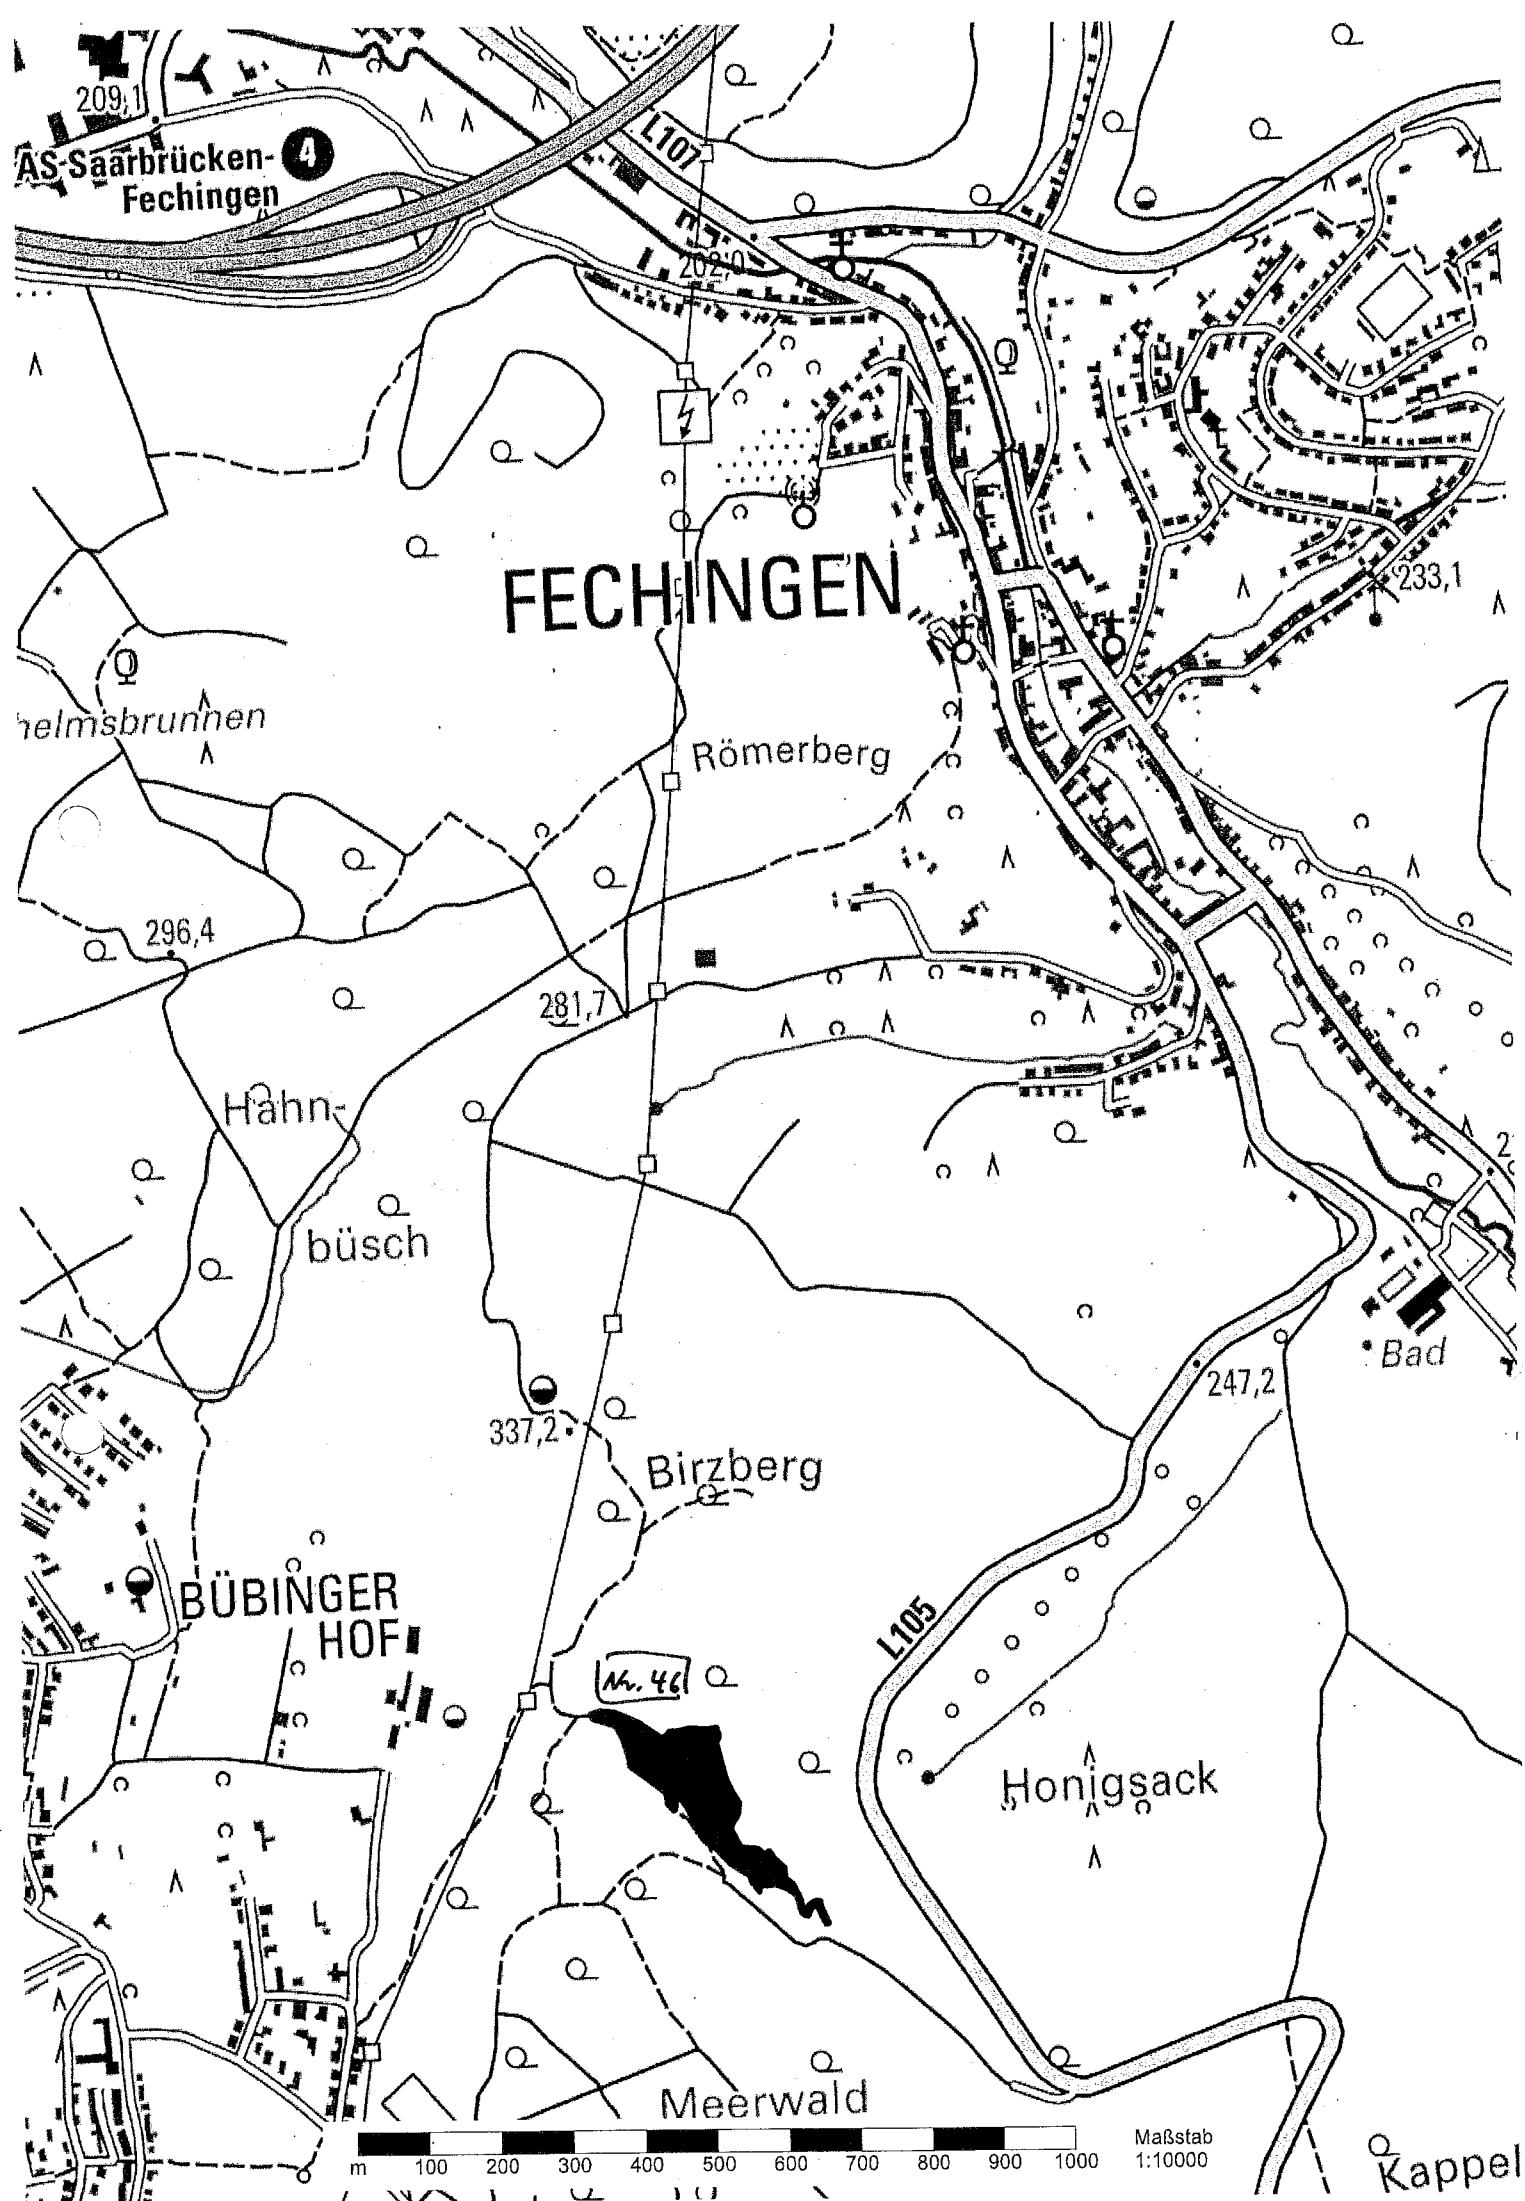 209,1
L107
AS-Saarbrücken-
Fechingen
4
202,0
FECHINGEN
233,1
helmsbrunnen
Römerberg
296,4
281,7
Hahn-
büsch
Bad
247,2
337,2
Birzberg
BÜBINGER
HOF
L105
Nr. 46
Honigsack
Meerwald
Maßstab
1:10000
m 100 200 300 400 500 600 700 800 900 1000
Kappel